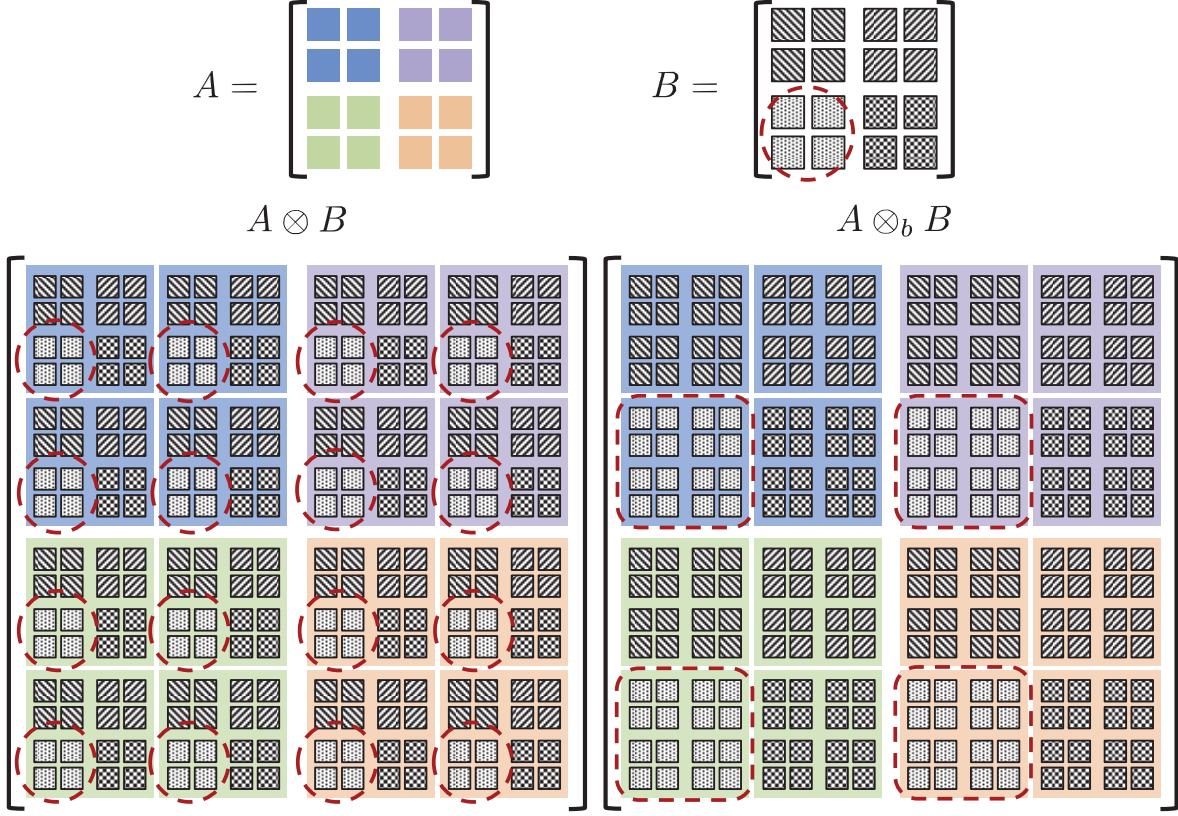 A =
B =
A ⊗ B
A ⊗_b B